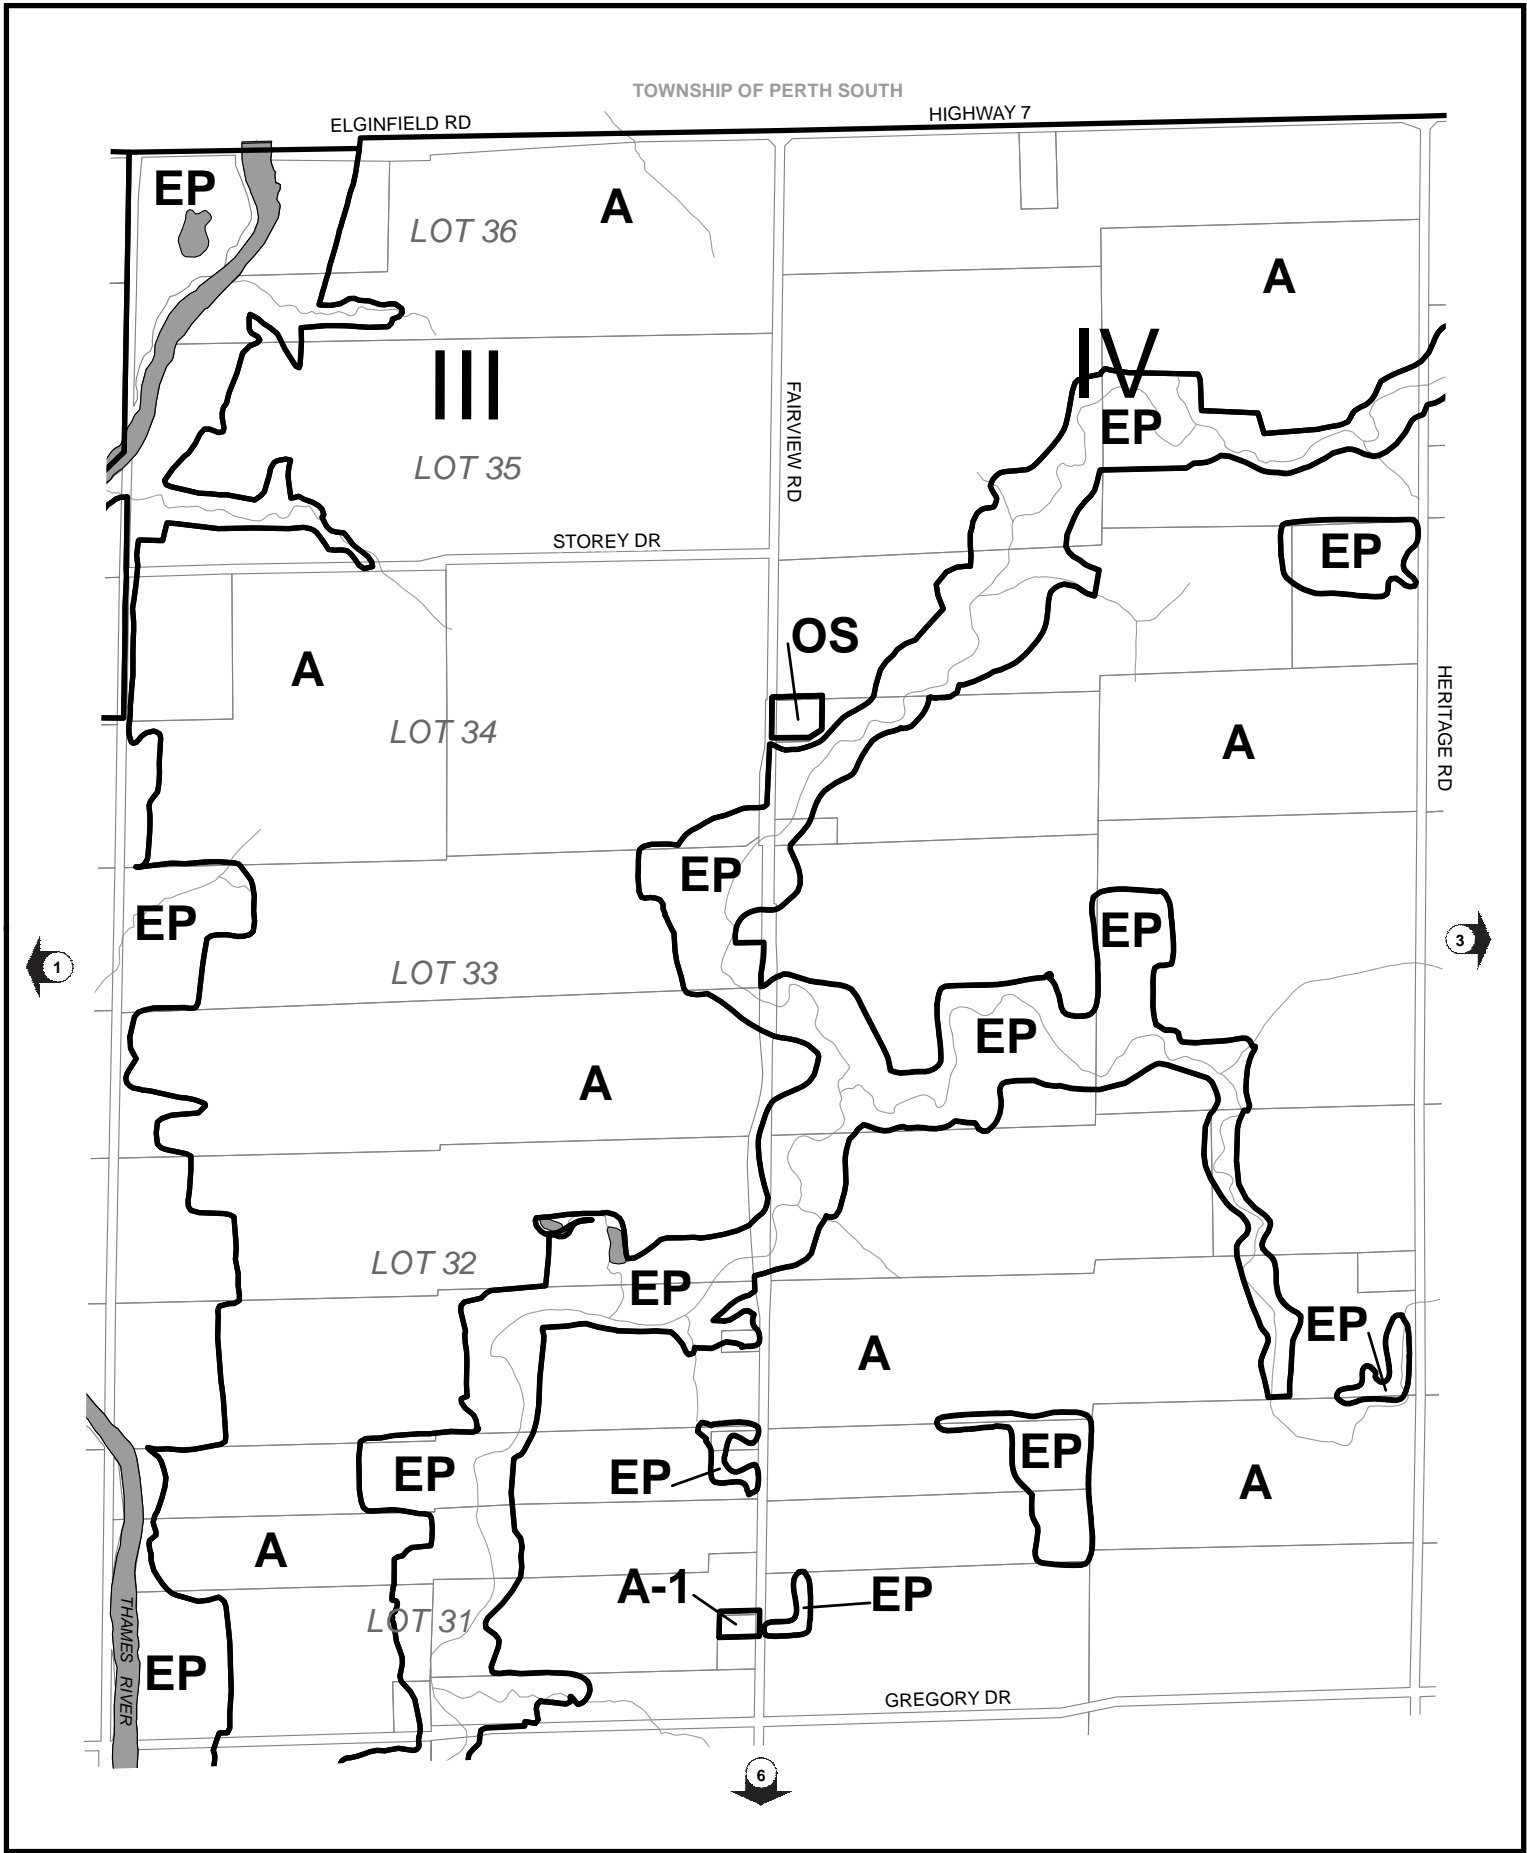 TOWNSHIP OF PERTH SOUTH
HIGHWAY 7
ELGINFIELD RD
EP
A
LOT 36
A
III
IV
FAIRVIEW RD
EP
LOT 35
STOREY DR
EP
OS
A
HERITAGE RD
LOT 34
A
EP
EP
EP
1
3
LOT 33
EP
A
LOT 32
EP
EP
A
EP
EP
EP
A
A
A-1
EP
LOT 31
THAMES RIVER
EP
GREGORY DR
6